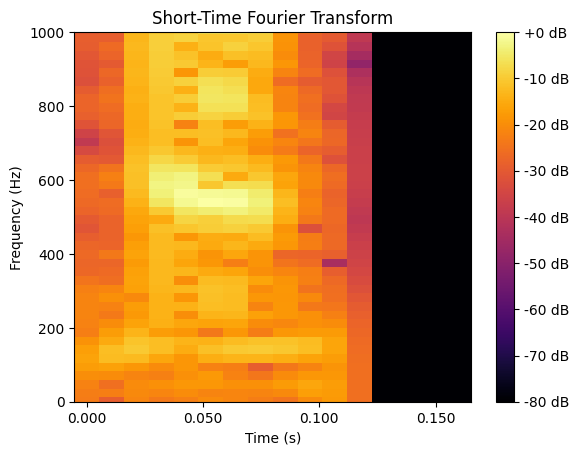 Short-Time Fourier Transform
1000
800
600
400
200
0
Frequency (Hz)
0.000
0.050
0.100
0.150
Time (s)
+0 dB
-10 dB
-20 dB
-30 dB
-40 dB
-50 dB
-60 dB
-70 dB
-80 dB